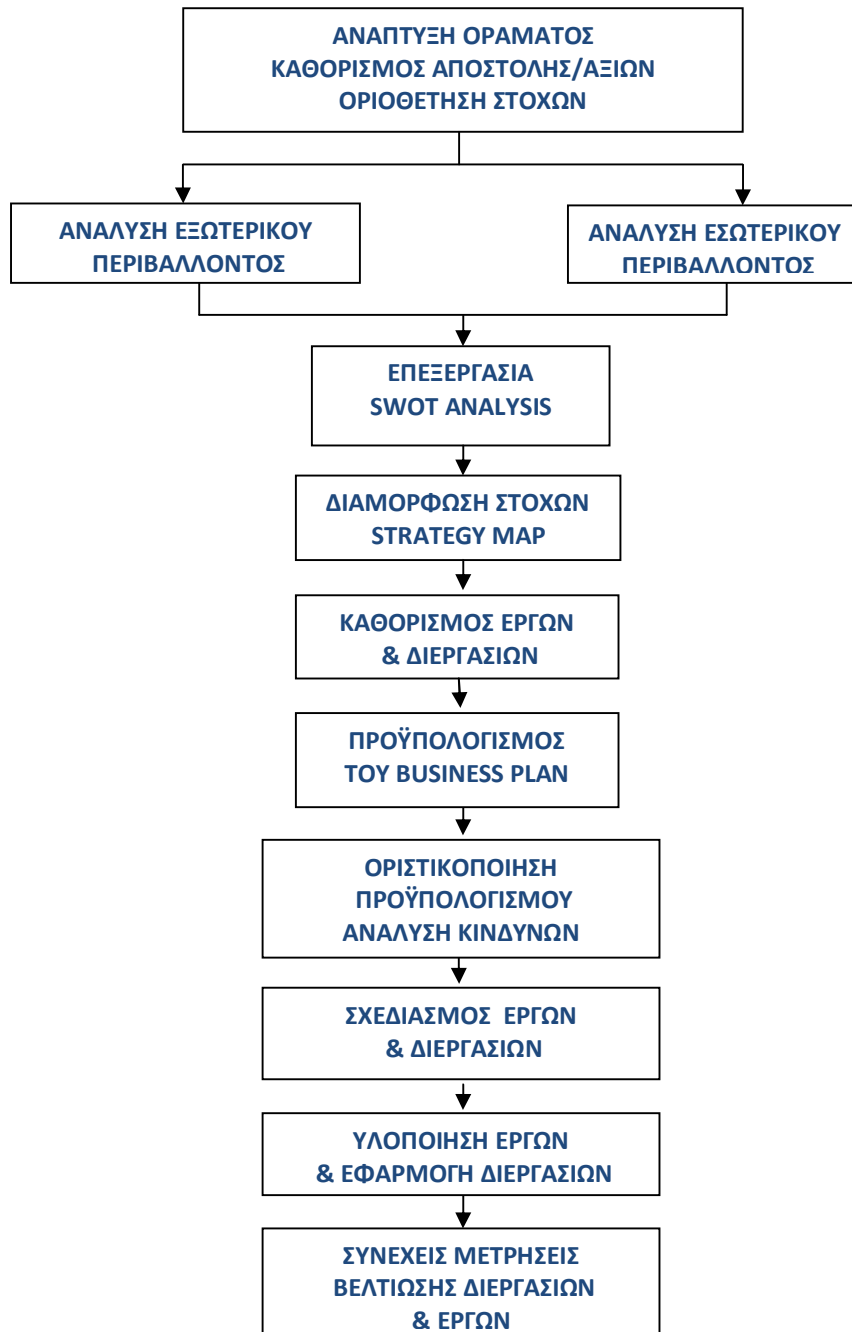 ΑΝΑΠΤΥΞΗ ΟΡΑΜΑΤΟΣ
ΚΑΘΟΡΙΣΜΟΣ ΑΠΟΣΤΟΛΗΣ/ΑΞΙΩΝ
ΟΡΙΟΘΕΤΗΣΗ ΣΤΟΧΩΝ
ΑΝΑΛΥΣΗ ΕΞΩΤΕΡΙΚΟΥ
ΠΕΡΙΒΑΛΛΟΝΤΟΣ
ΑΝΑΛΥΣΗ ΕΣΩΤΕΡΙΚΟΥ
ΠΕΡΙΒΑΛΛΟΝΤΟΣ
ΕΠΕΞΕΡΓΑΣΙΑ
SWOT ANALYSIS
ΔΙΑΜΟΡΦΩΣΗ ΣΤΟΧΩΝ
STRATEGY MAP
ΚΑΘΟΡΙΣΜΟΣ ΕΡΓΩΝ
& ΔΙΕΡΓΑΣΙΩΝ
ΠΡΟΫΠΟΛΟΓΙΣΜΟΣ
ΤΟΥ BUSINESS PLAN
ΟΡΙΣΤΙΚΟΠΟΙΗΣΗ
ΠΡΟΫΠΟΛΟΓΙΣΜΟΥ
ΑΝΑΛΥΣΗ ΚΙΝΔΥΝΩΝ
ΣΧΕΔΙΑΣΜΟΣ ΕΡΓΩΝ
& ΔΙΕΡΓΑΣΙΩΝ
ΥΛΟΠΟΙΗΣΗ ΕΡΓΩΝ
& ΕΦΑΡΜΟΓΗ ΔΙΕΡΓΑΣΙΩΝ
ΣΥΝΕΧΕΙΣ ΜΕΤΡΗΣΕΙΣ
ΒΕΛΤΙΩΣΗΣ ΔΙΕΡΓΑΣΙΩΝ
& ΕΡΓΩΝ